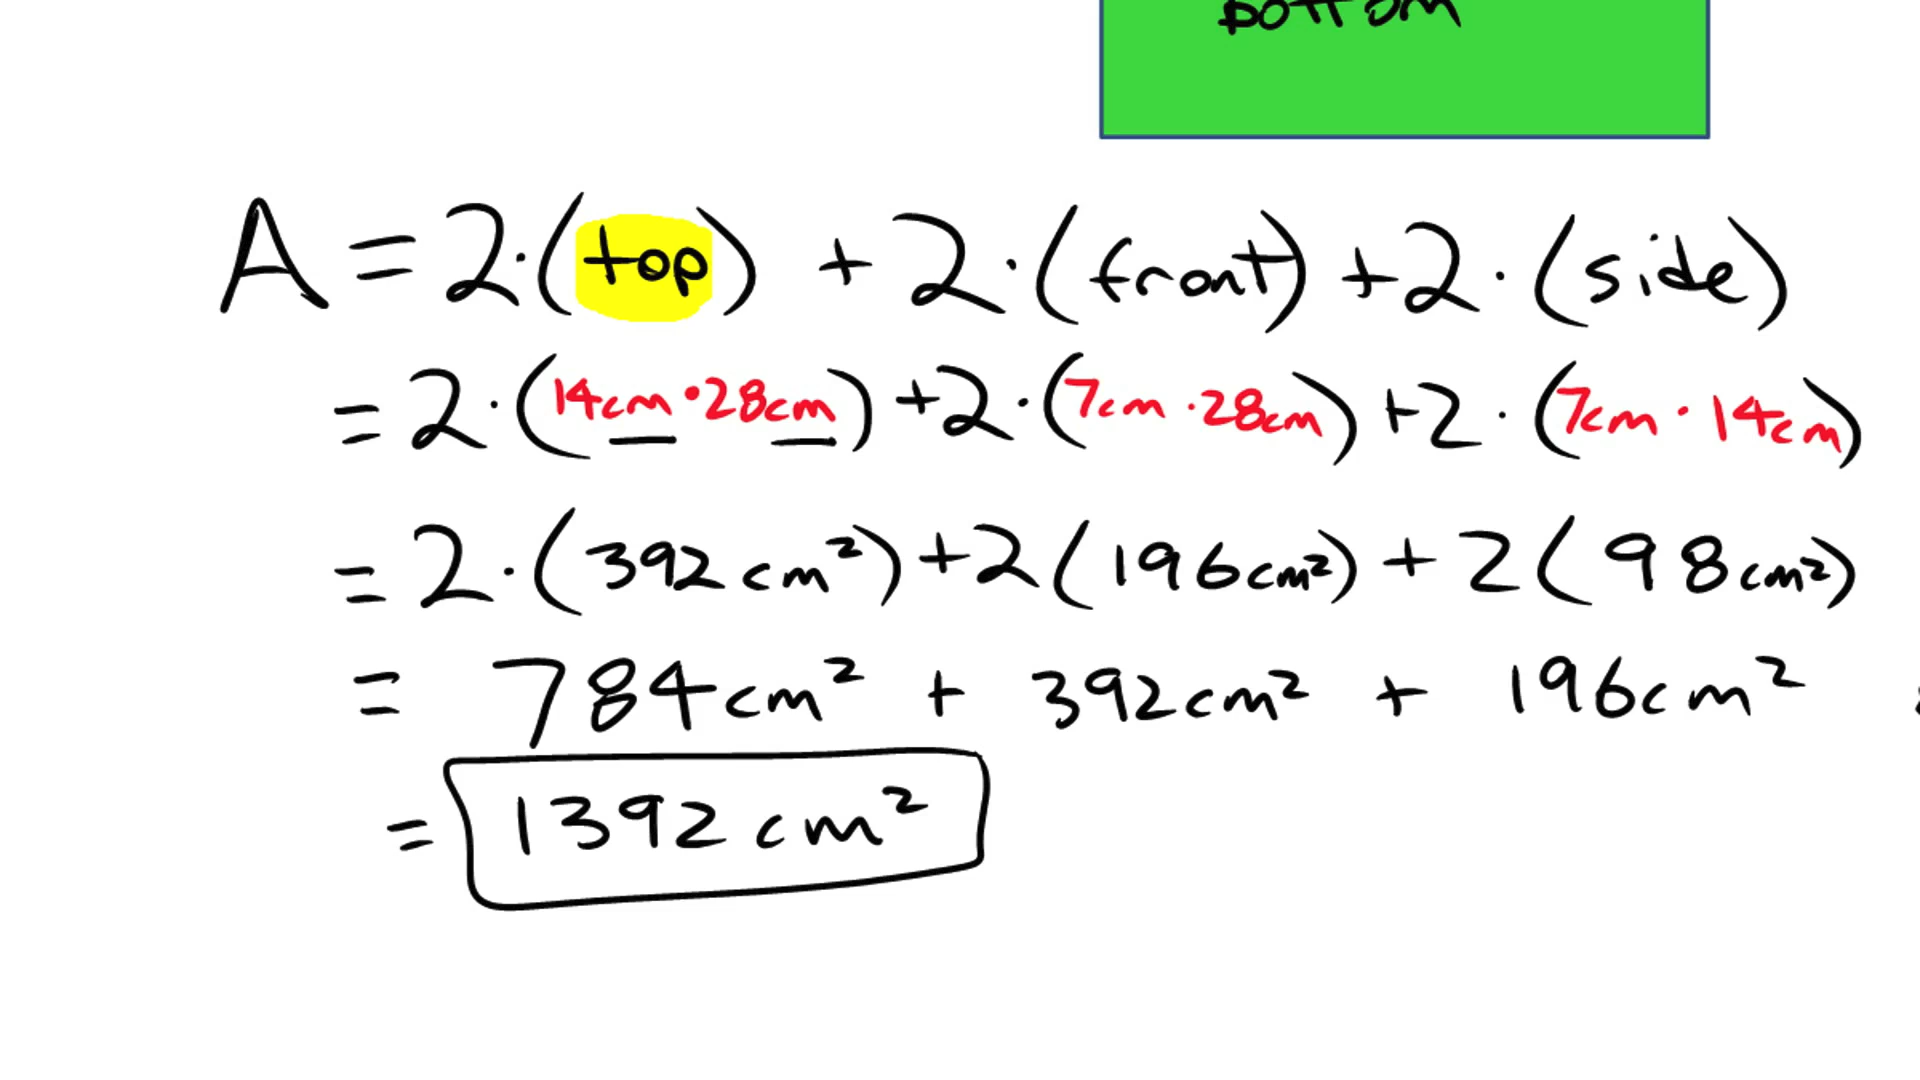 bottom
A = 2·(top) + 2·(front) + 2·(side)
= 2·(14cm·28cm) + 2·(7cm·28cm) + 2·(7cm·14cm)
= 2·(392cm²) + 2(196cm²) + 2(98cm²)
= 784cm² + 392cm² + 196cm²
= 1392cm²